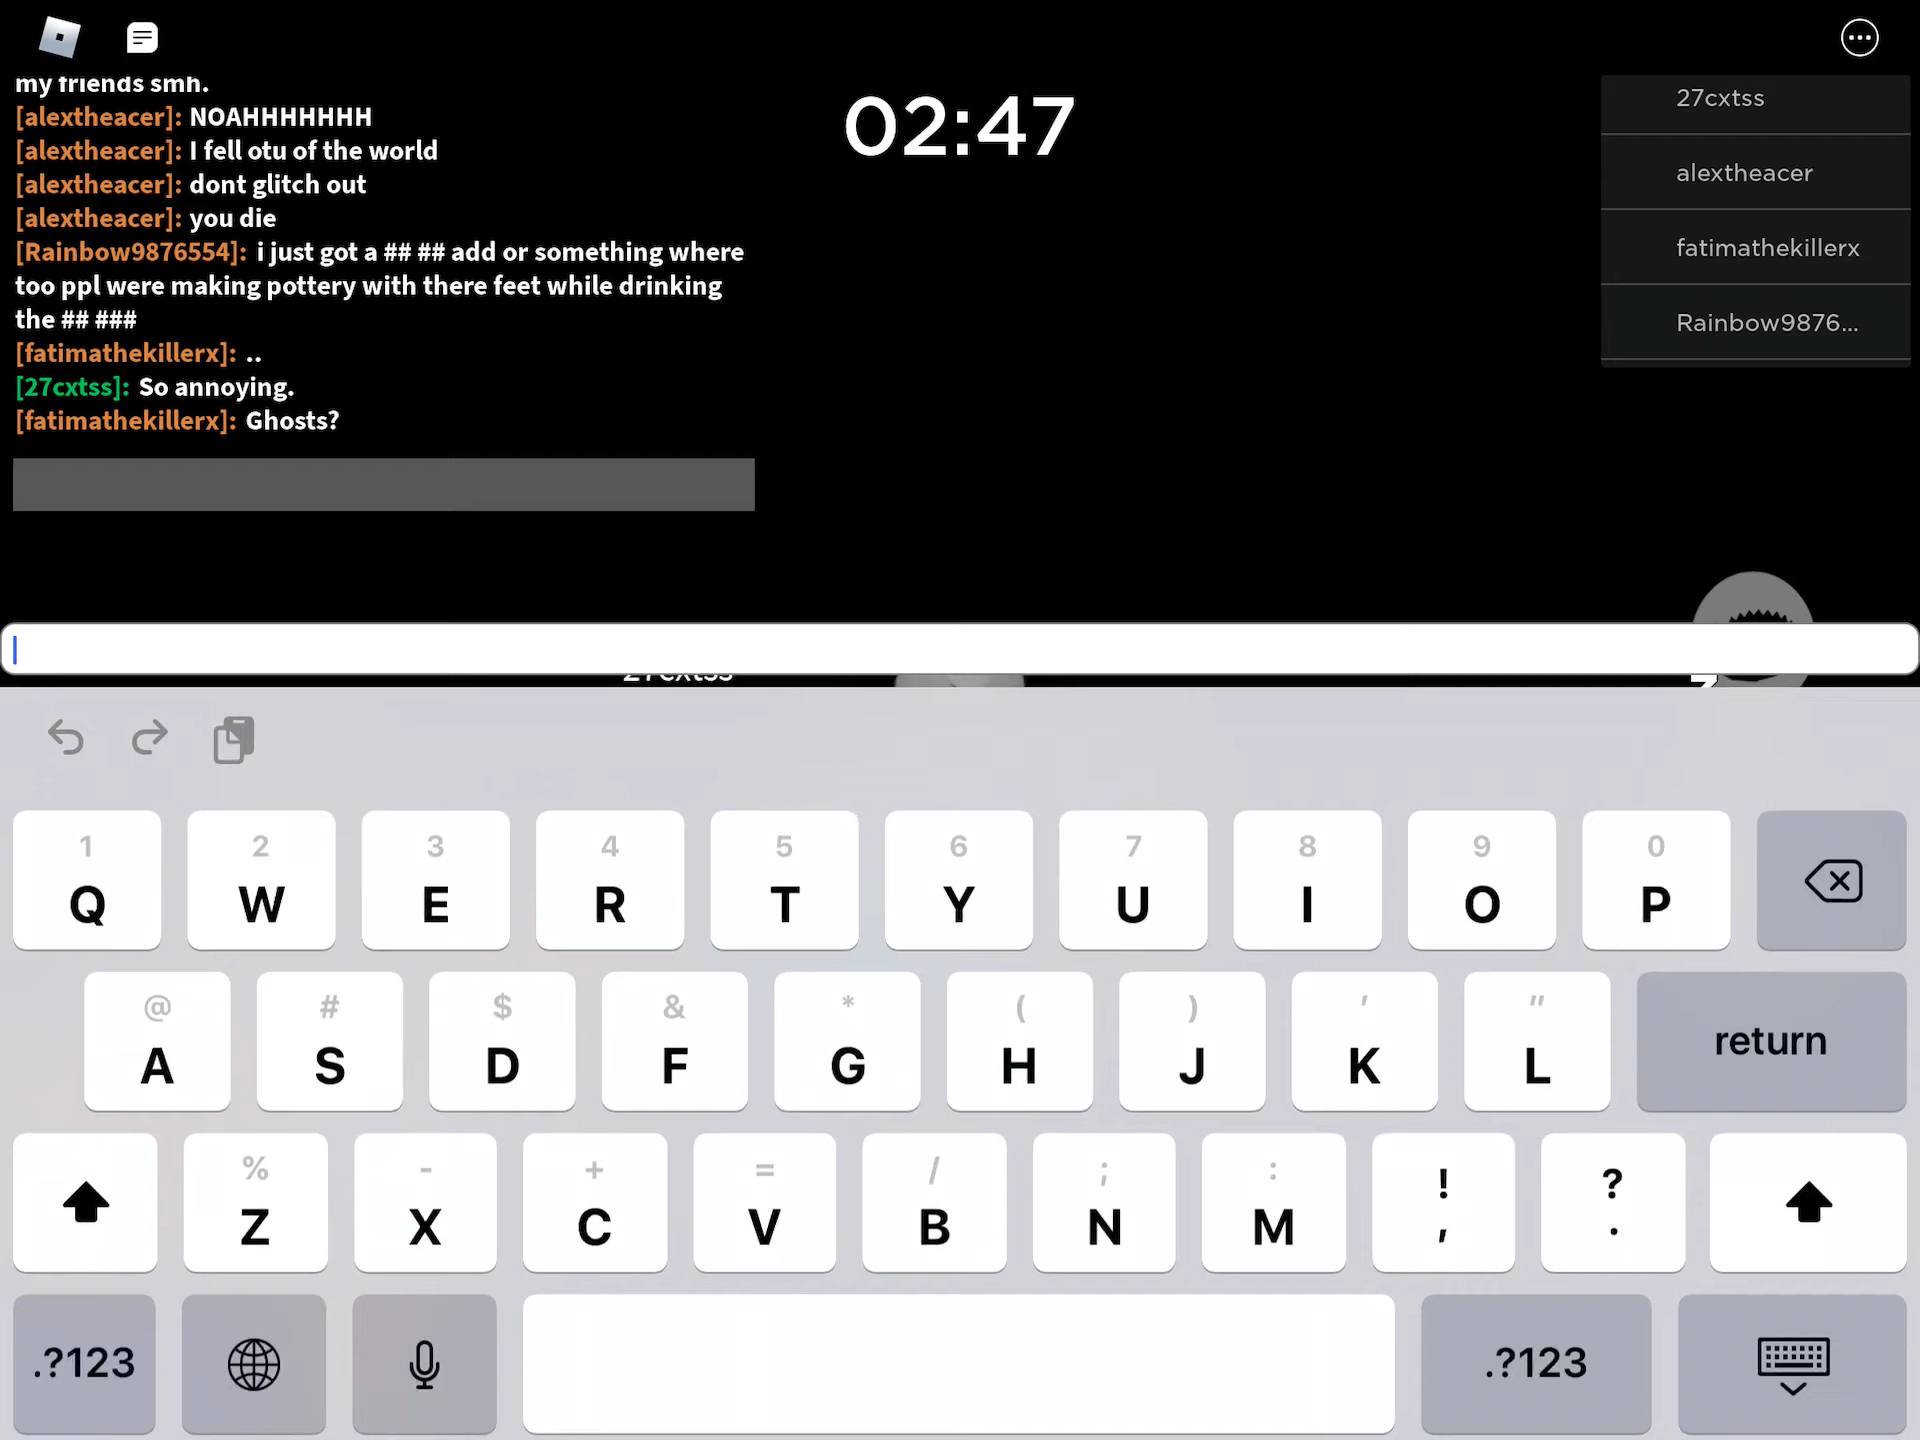 my friends smh.
[alextheacer]: NOAHHHHHHH
[alextheacer]: I fell otu of the world
[alextheacer]: dont glitch out
[alextheacer]: you die
[Rainbow9876554]: i just got a ## ## add or something where
too ppl were making pottery with there feet while drinking
the ## ###
[fatimathekillerx]: ..
[27cxtss]: So annoying.
[fatimathekillerx]: Ghosts?
02:47
27cxtss
alextheacer
fatimathekillerx
Rainbow9876...
27cxtss
1 2 3 4 5 6 7 8 9 0
Q W E R T Y U I O P
@ # $ & * ( ) ' "
A S D F G H J K L return
% - + = / ; : ! ?
Z X C V B N M , .
.?123 .?123